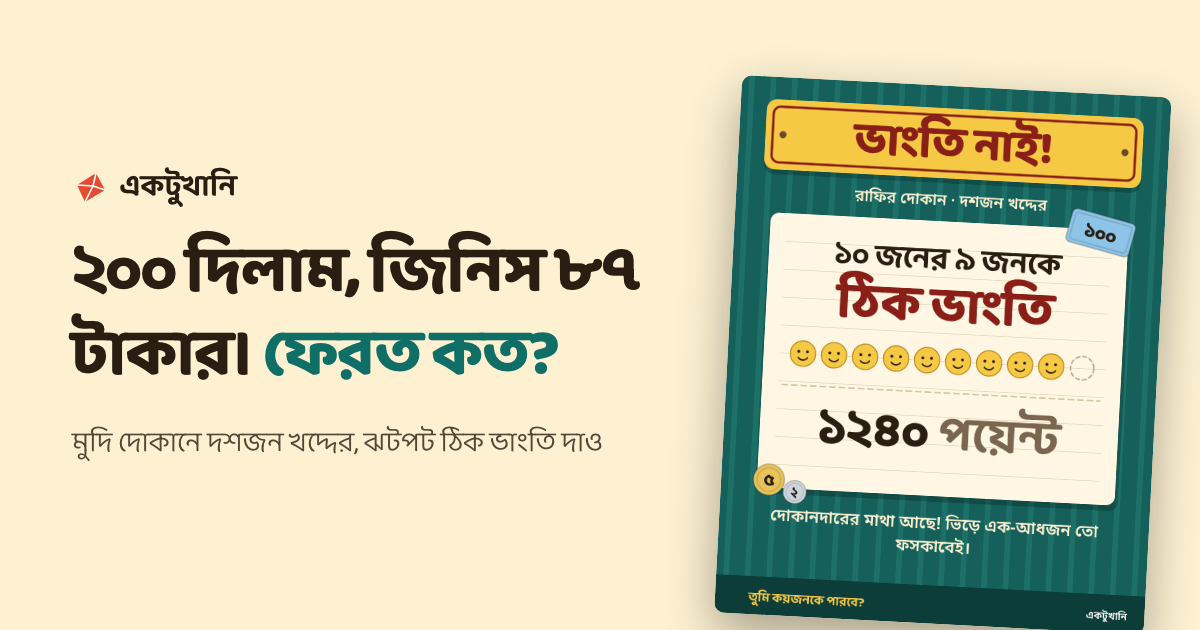 একটুখানি
২০০ দিলাম, জিনিস ৮৭
টাকার। ফেরত কত?
মুদি দোকানে দশজন খদ্দের, ঝটপট ঠিক ভাংতি দাও
ভাংতি নাই!
রাফির দোকান · দশজন খদ্দের
১০০
১০ জনের ৯ জনকে
ঠিক ভাংতি
১২৪০ পয়েন্ট
৫
২
দোকানদারের মাথা আছে! ভিড়ে এক-আধজন তো
ফসকাবেই।
তুমি কয়জনকে পারবে?
একটুখানি